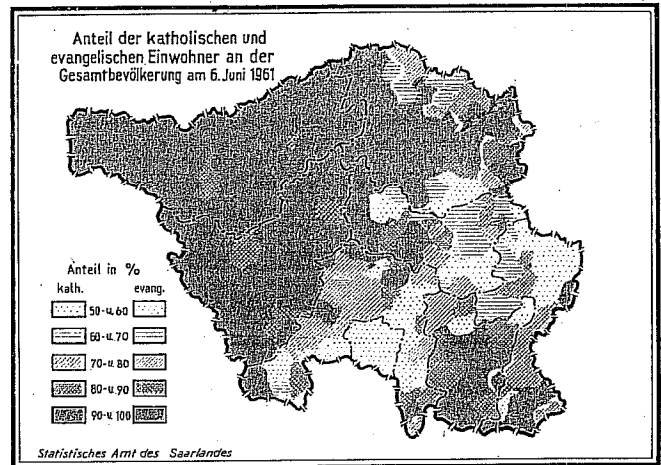 Anteil der katholischen und
evangelischen Einwohner an der
Gesamtbevölkerung am 6. Juni 1961
Anteil in %
kath. evang.
50-u. 60
60-u. 70
70-u. 80
80-u. 90
90-u. 100
Statistisches Amt des Saarlandes